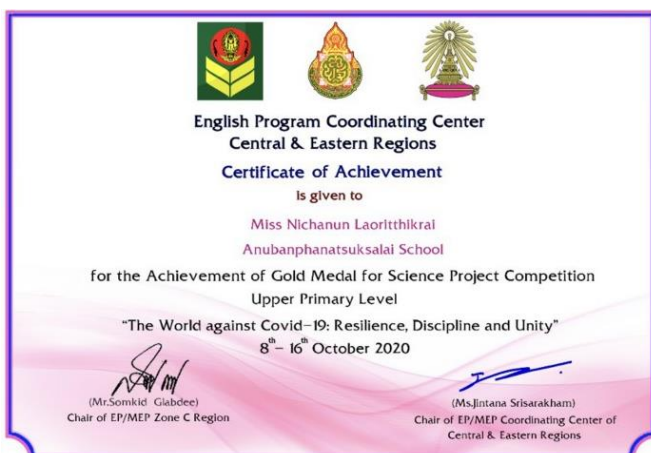 English Program Coordinating Center
Central & Eastern Regions
Certificate of Achievement
is given to
Miss Nichanun Laoritthikrai
Anubanphanatsuksalai School
for the Achievement of Gold Medal for Science Project Competition
Upper Primary Level
"The World against Covid-19: Resilience, Discipline and Unity"
8th- 16th October 2020
(Mr.Somkid Glabdee)
Chair of EP/MEP Zone C Region
(Ms.Jintana Srisarakham)
Chair of EP/MEP Coordinating Center of
Central & Eastern Regions